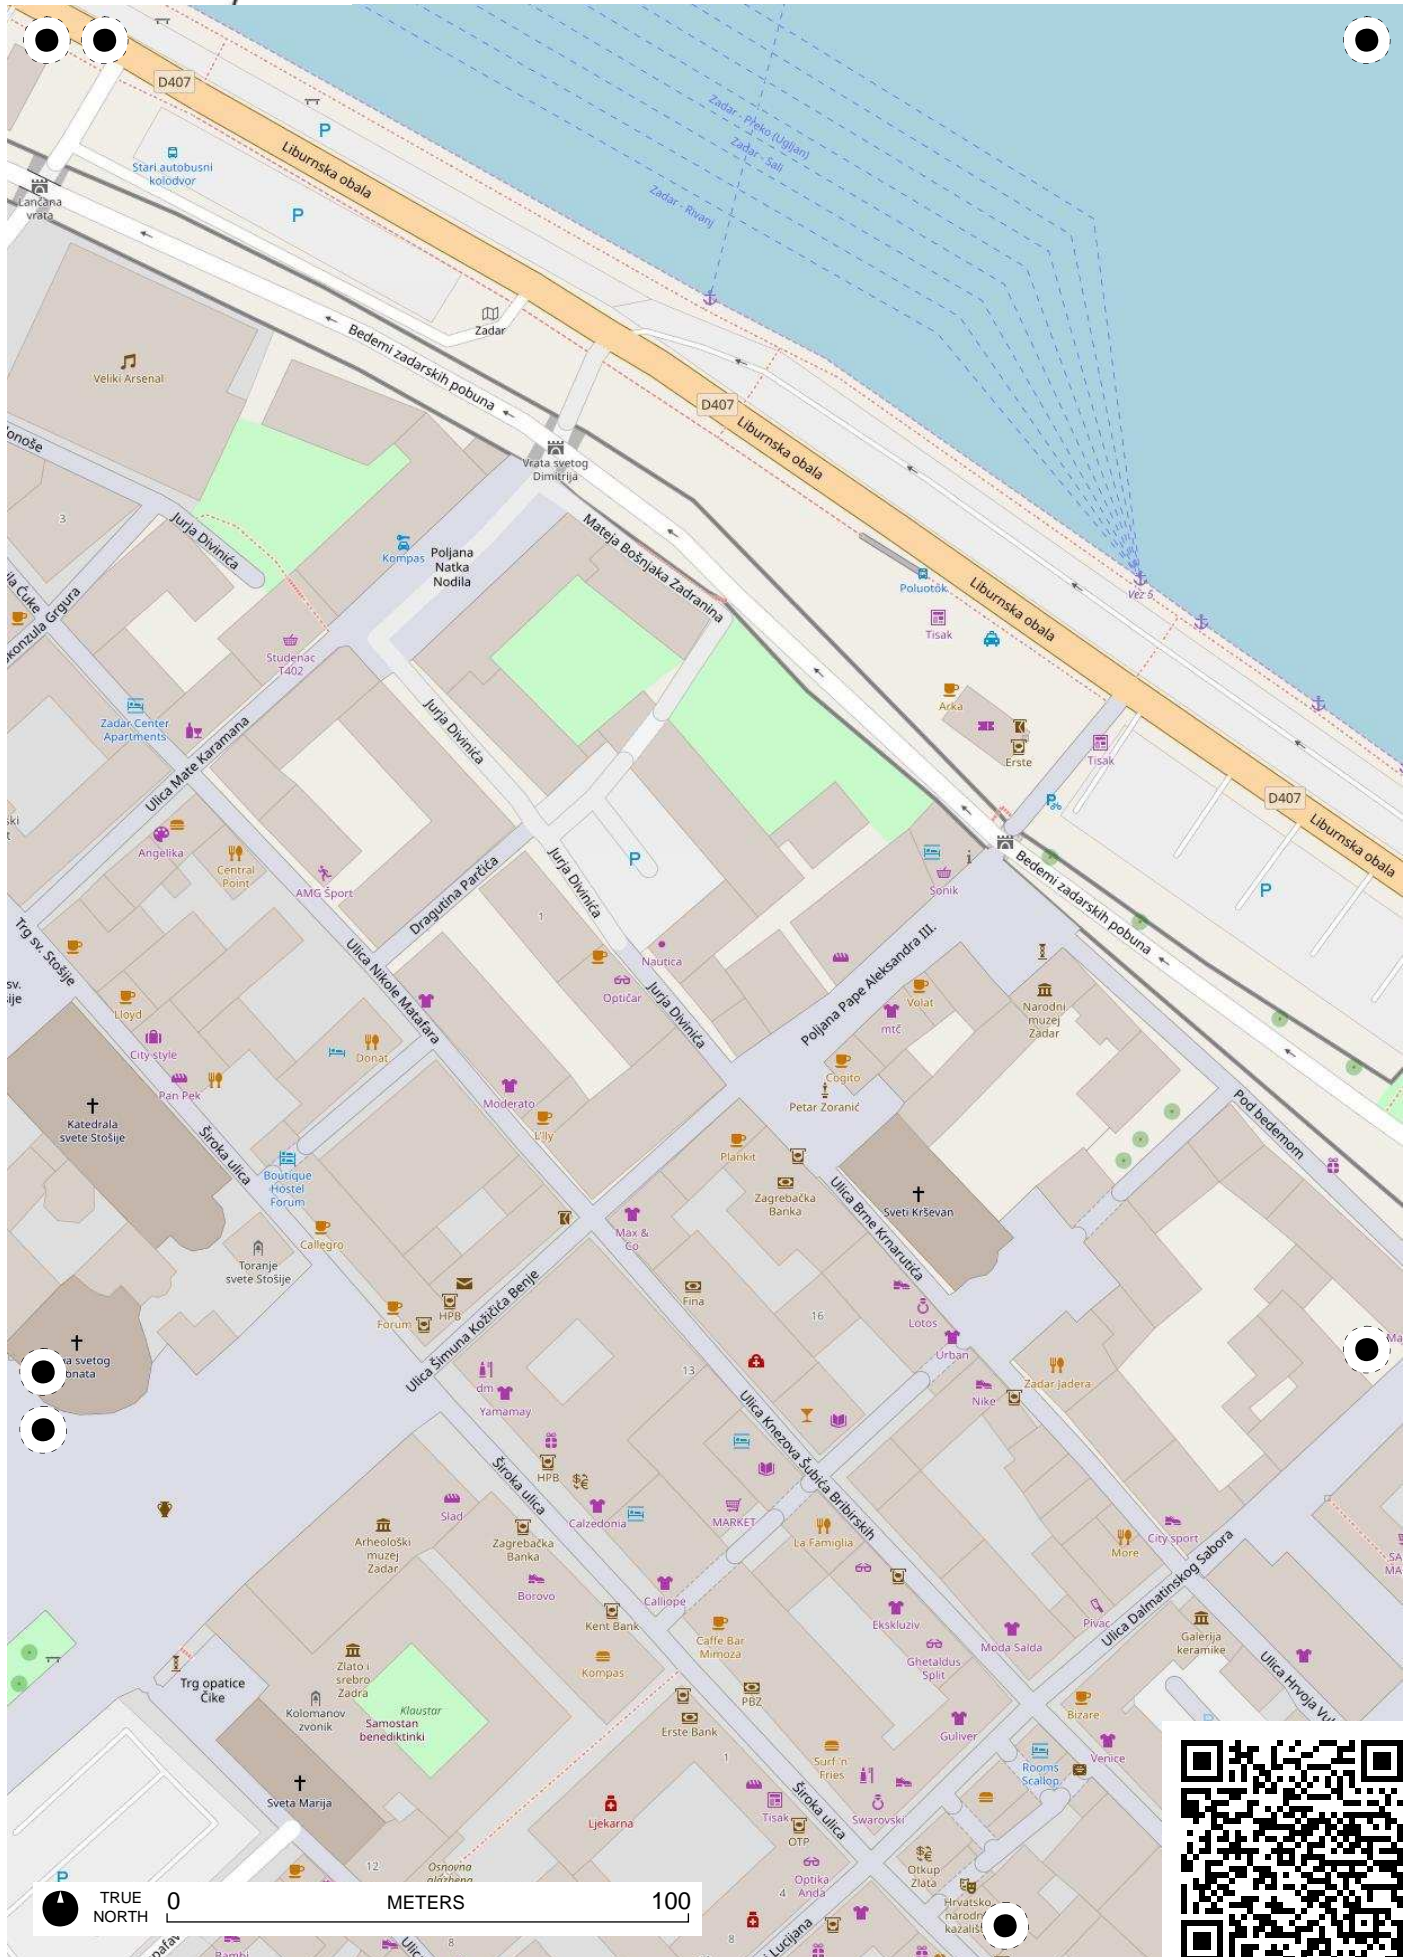 D407
Liburnska obala
Zadar - Preko (Ugljan)
Zadar - Sali
Zadar - Rivanj
Stari autobusni
kolodvor
Lančana
vrata
Zadar
Bedemi zadarskih pobuna
Veliki Arsenal
D407
Liburnska obala
Vrata svetog
Dimitrija
3
Jurja Divinića
Kompas
Poljana
Natka
Nodila
Mateja Bošnjaka Zadranina
Poluotok
Liburnska obala
Vez 5
Tisak
Studenac
T402
Zadar Center
Apartments
Arka
Erste
Tisak
Jurja Divinića
Ulica Mate Karamana
D407
Liburnska obala
Angelika
Central
Point
AMG Šport
Dragutina Parčića
Jurja Divinića
1
Sonik
Bedemi zadarskih pobuna
Trg sv. Stošije
Ulica Nikole Matafara
Nautica
Optičar
Jurja Divinića
Poljana Pape Aleksandra III.
Volat
mtč
Narodni
muzej
Zadar
Lloyd
City style
Donat
Cogito
Pan Pek
Moderato
Petar Zoranić
L'lly
Katedrala
svete Stošije
Široka ulica
Plankit
Pod bedemom
Boutique
Hostel
Forum
Zagrebačka
Banka
Sveti Krševan
Ulica Brne Krnarutića
Callegro
Max &
Co
Toranje
svete Stošije
HPB
Forum
Ulica Šimuna Kožičića Benje
Fina
16
Lotos
Urban
13
dm
Yamamay
Zadar Jadera
Nike
Ulica Knezova Šubića Bribirskih
HPB
Široka ulica
Slad
Calzedonia
MARKET
Arheološki
muzej
Zadar
Zagrebačka
Banka
La Famiglia
More
City sport
Borovo
Calliope
Ekskluziv
Pivac
Ulica Dalmatinskog Sabora
Kent Bank
Caffe Bar
Mimoza
Moda Salda
Galerija
keramike
Ghetaldus
Split
Kompas
Zlato i
srebro
Zadra
Trg opatice
Čike
Kolomanov
zvonik
Klaustar
Samostan
benediktinki
PBZ
Erste Bank
Guliver
Bizare
Venice
1
Surf 'n'
Fries
Rooms
Scallop
Sveta Marija
Ljekarna
Tisak
Široka ulica
Swarovski
OTP
12
Optika
Anda
4
Otkup
Zlata
Hrvatsko
8
8
TRUE
NORTH
0 METERS 100